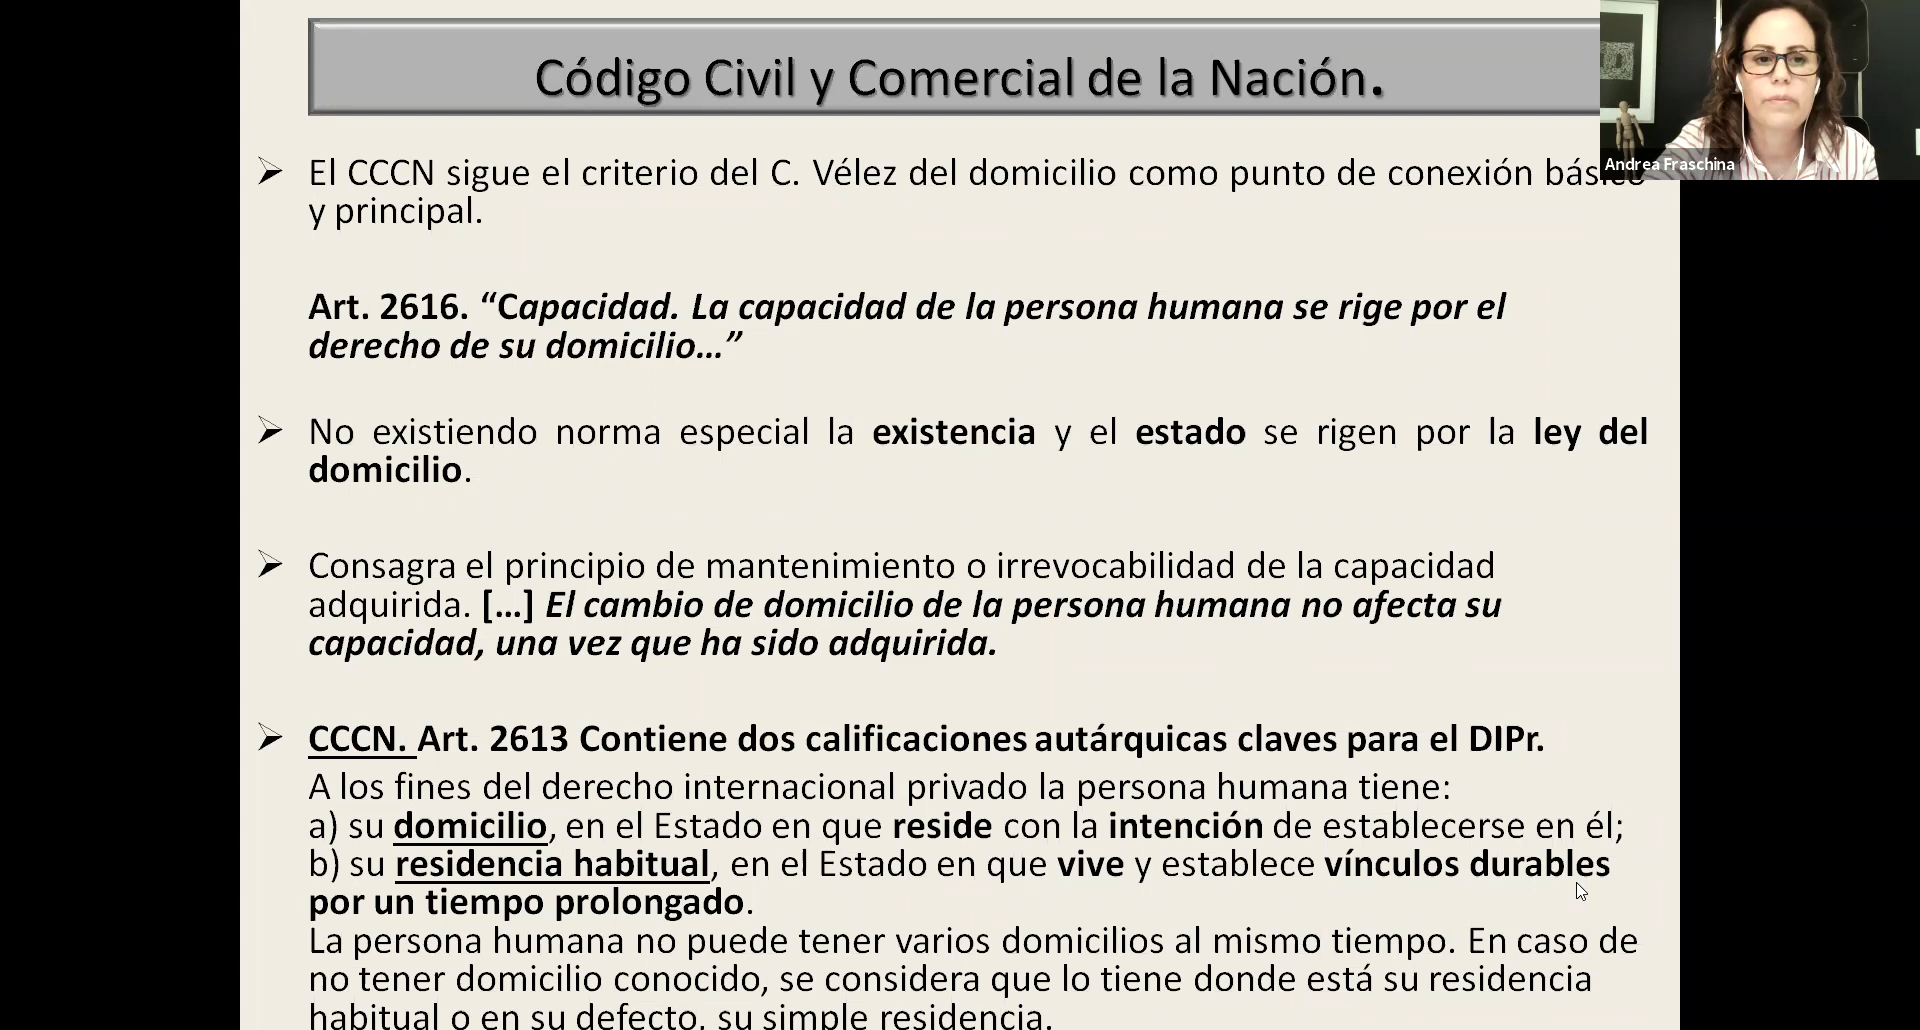 Código Civil y Comercial de la Nación.
Andrea Fraschina
➢ El CCCN sigue el criterio del C. Vélez del domicilio como punto de conexión básico
y principal.
Art. 2616. “Capacidad. La capacidad de la persona humana se rige por el
derecho de su domicilio…”
➢ No existiendo norma especial la existencia y el estado se rigen por la ley del
domicilio.
➢ Consagra el principio de mantenimiento o irrevocabilidad de la capacidad
adquirida. […] El cambio de domicilio de la persona humana no afecta su
capacidad, una vez que ha sido adquirida.
➢ CCCN. Art. 2613 Contiene dos calificaciones autárquicas claves para el DIPr.
A los fines del derecho internacional privado la persona humana tiene:
a) su domicilio, en el Estado en que reside con la intención de establecerse en él;
b) su residencia habitual, en el Estado en que vive y establece vínculos durables
por un tiempo prolongado.
La persona humana no puede tener varios domicilios al mismo tiempo. En caso de
no tener domicilio conocido, se considera que lo tiene donde está su residencia
habitual o en su defecto, su simple residencia.